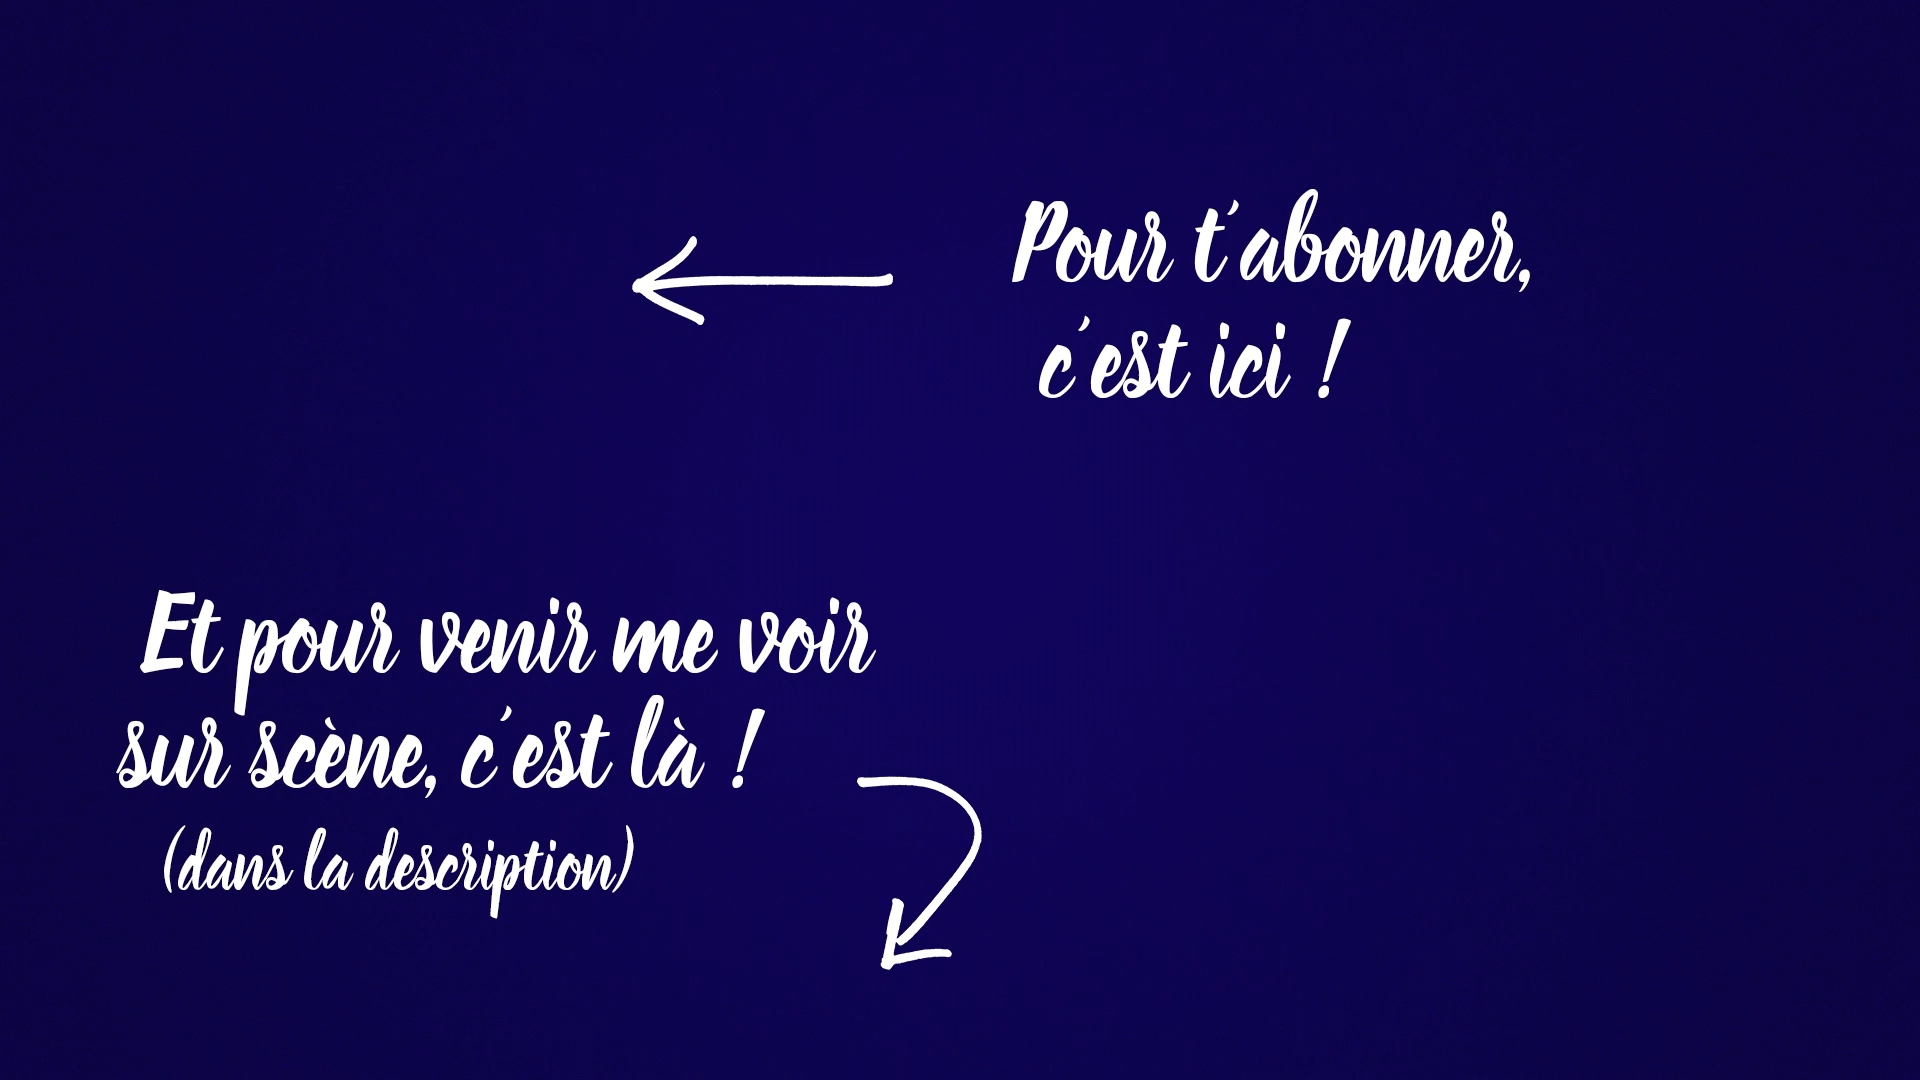 Pour t'abonner,
c'est ici !
Et pour venir me voir
sur scène, c'est là !
(dans la description)